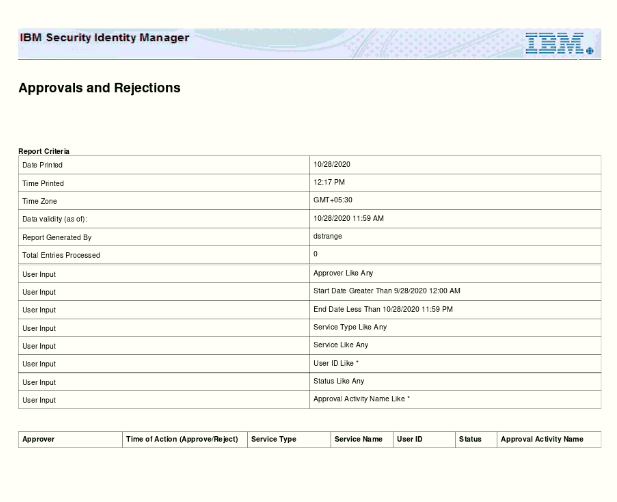 IBM Security Identity Manager
IBM
Approvals and Rejections
Report Criteria
Date Printed 10/28/2020
Time Printed 12:17 PM
Time Zone GMT+05:30
Data validity (as of): 10/28/2020 11:59 AM
Report Generated By dstrange
Total Entries Processed 0
User Input Approver Like Any
User Input Start Date Greater Than 9/28/2020 12:00 AM
User Input End Date Less Than 10/28/2020 11:59 PM
User Input Service Type Like Any
User Input Service Like Any
User Input User ID Like *
User Input Status Like Any
User Input Approval Activity Name Like *
Approver Time of Action (Approve/Reject) Service Type Service Name User ID Status Approval Activity Name